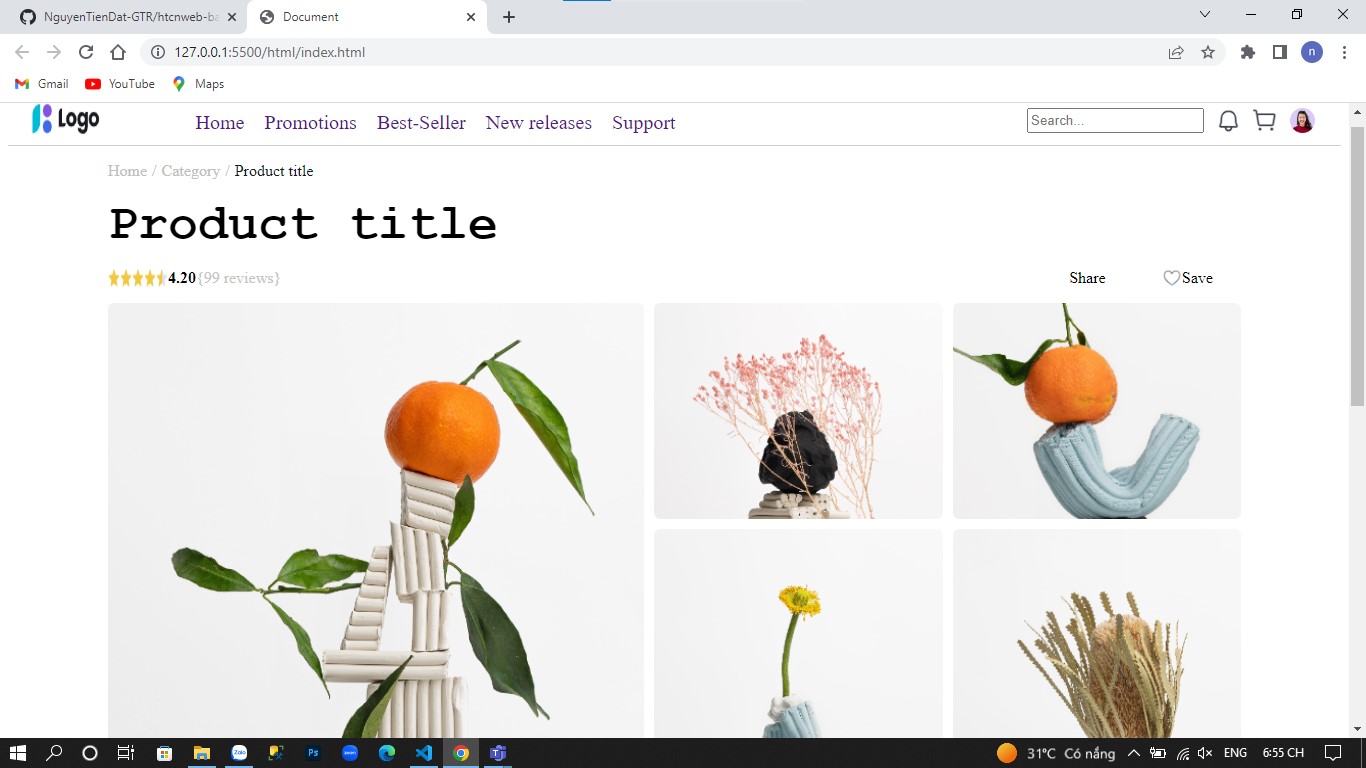 NguyenTienDat-GTR/htcnweb-ba
Document
127.0.0.1:5500/html/index.html
n
Gmail YouTube Maps
Logo Home Promotions Best-Seller New releases Support Search...
Home / Category / Product title
Product title
4.20{99 reviews} Share Save
31°C Có nắng ENG 6:55 CH